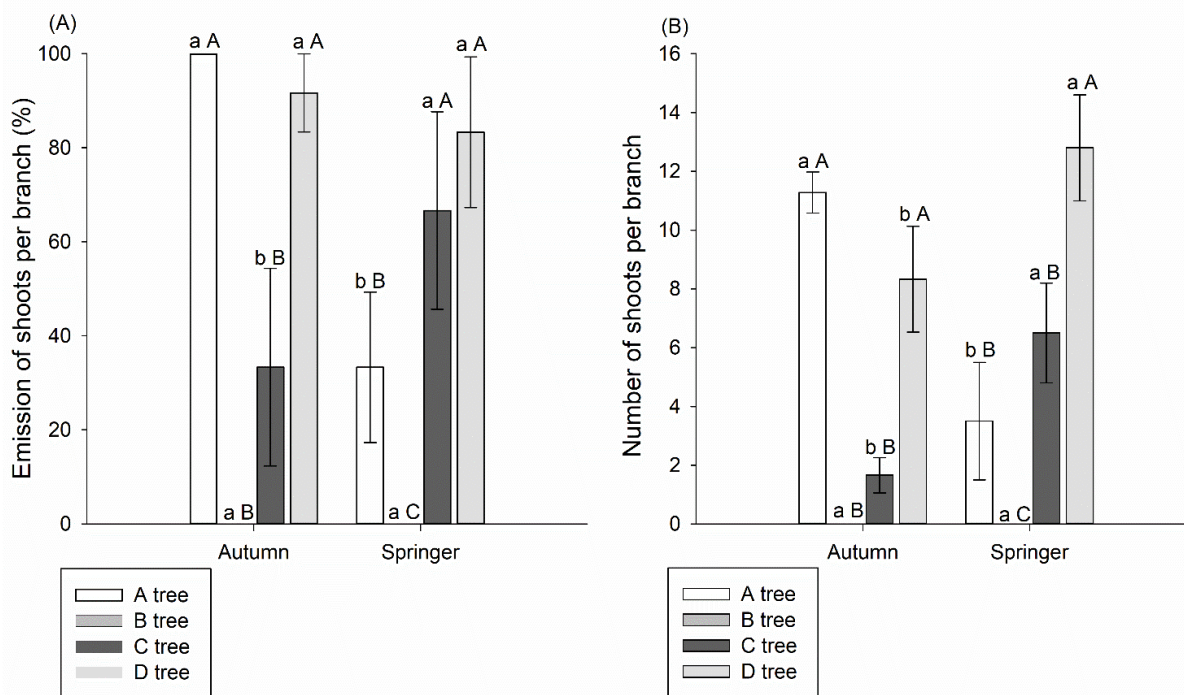 (A)
Emission of shoots per branch (%)
100
80
60
40
20
0
a A
a B
b B
a A
b B
a C
a A
a A
Autumn
Springer
A tree
B tree
C tree
D tree
(B)
Number of shoots per branch
16
14
12
10
8
6
4
2
0
a A
a B
b B
b A
b B
a C
a B
a A
Autumn
Springer
A tree
B tree
C tree
D tree